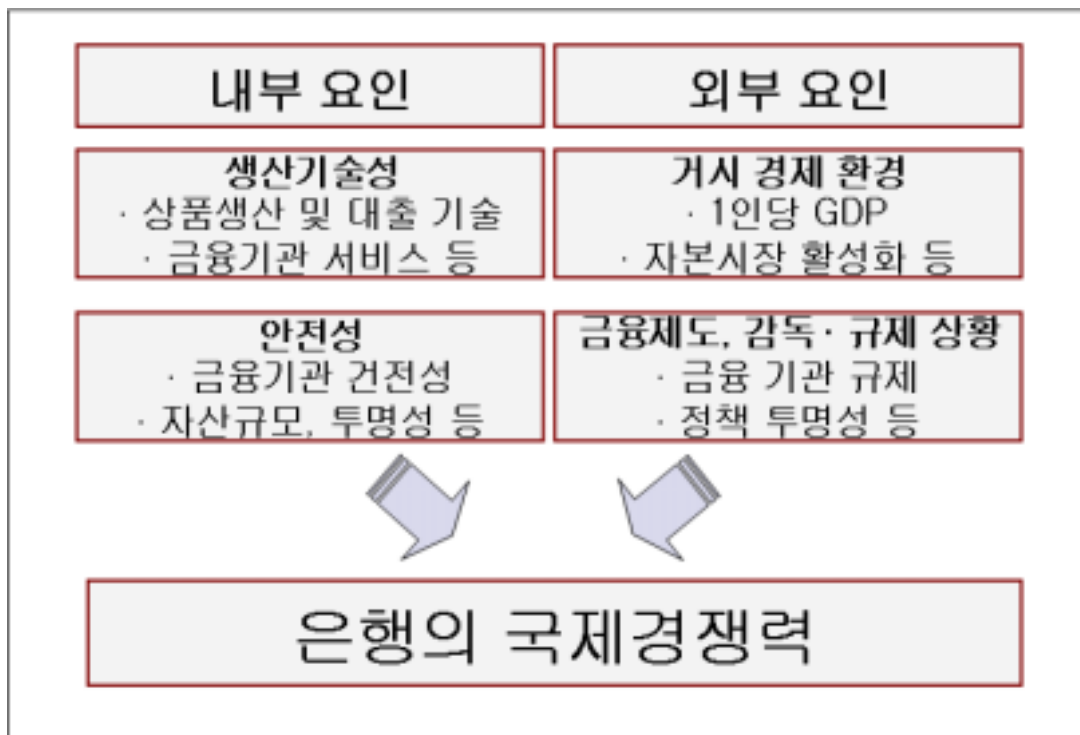 내부 요인
외부 요인
생산기술성
· 상품생산 및 대출 기술
· 금융기관 서비스 등
거시 경제 환경
· 1인당 GDP
· 자본시장 활성화 등
안전성
· 금융기관 건전성
· 자산규모, 투명성 등
금융제도, 감독· 규제 상황
· 금융 기관 규제
· 정책 투명성 등
은행의 국제경쟁력